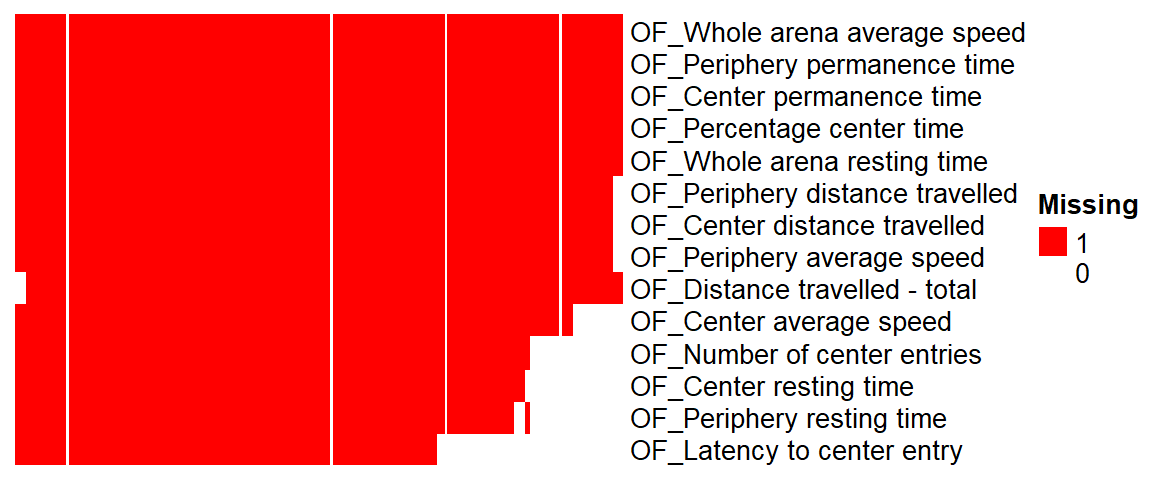 OF_Whole arena average speed
OF_Periphery permanence time
OF_Center permanence time
OF_Percentage center time
OF_Whole arena resting time
OF_Periphery distance travelled
OF_Center distance travelled
OF_Periphery average speed
OF_Distance travelled - total
OF_Center average speed
OF_Number of center entries
OF_Center resting time
OF_Periphery resting time
OF_Latency to center entry
Missing
1
0